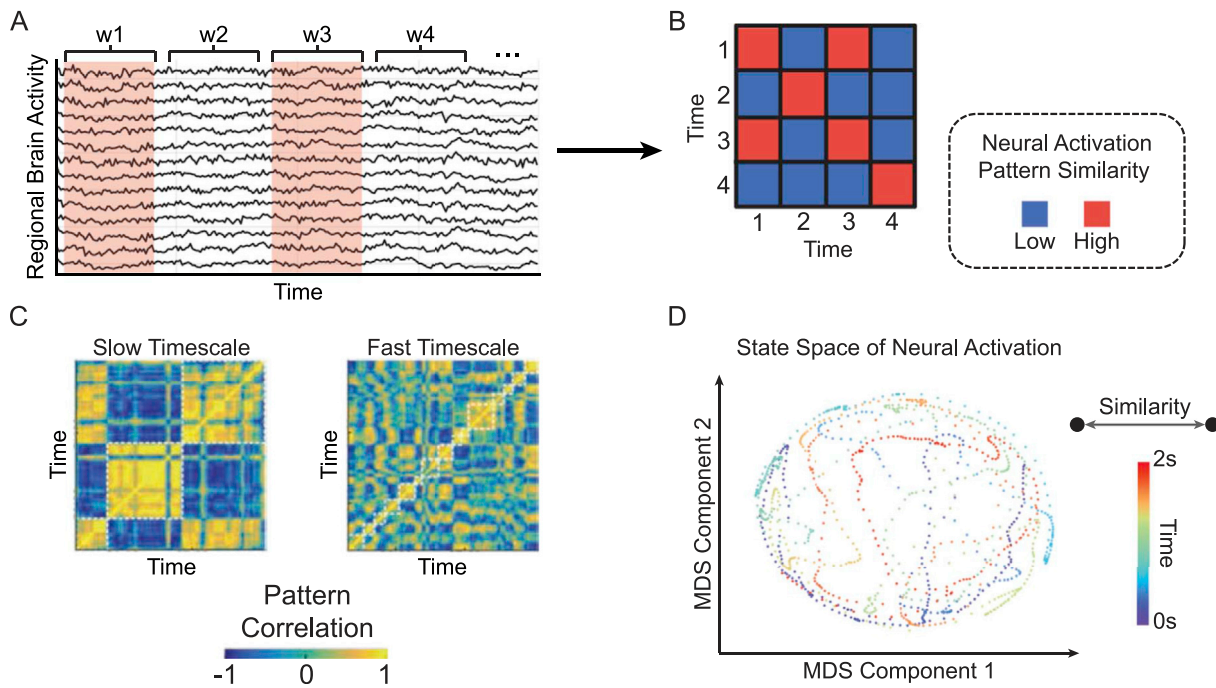 A
w1
w2
w3
w4
...
Regional Brain Activity
Time
B
1
2
3
4
Time
1
2
3
4
Time
Neural Activation
Pattern Similarity
Low
High
C
Slow Timescale
Fast Timescale
Time
Time
Time
Time
Pattern
Correlation
-1
0
1
D
State Space of Neural Activation
MDS Component 2
MDS Component 1
Similarity
2s
Time
0s